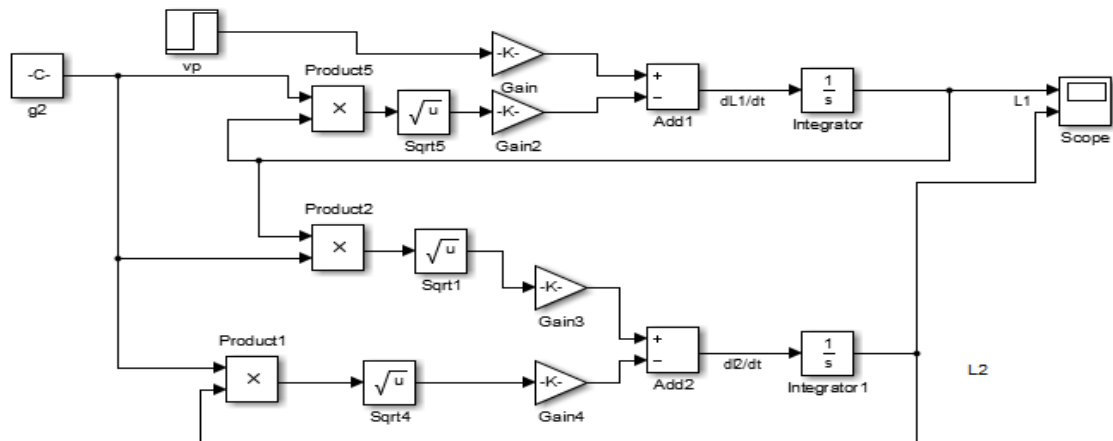 vp
-C-
g2
Product5
×
√u
Sqrt5
-K-
Gain
-K-
Gain2
+
−
Add1
dL1/dt
1
s
Integrator
L1
Scope
Product2
×
√u
Sqrt1
-K-
Gain3
Product1
×
√u
Sqrt4
-K-
Gain4
+
−
Add2
dl2/dt
1
s
Integrator1
L2